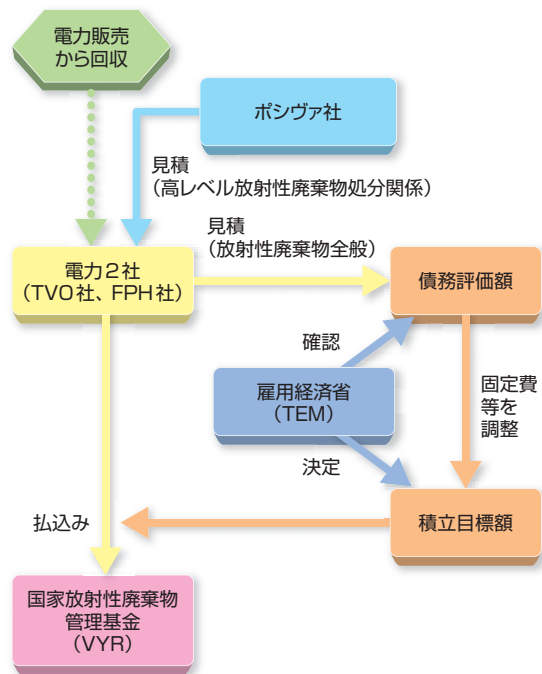 電力販売
から回収
ポシヴァ社
見積
（高レベル放射性廃棄物処分関係）
見積
（放射性廃棄物全般）
電力2社
（TVO社、FPH社）
債務評価額
確認
雇用経済省
（TEM）
固定費
等を
調整
決定
払込み
積立目標額
国家放射性廃棄物
管理基金
（VYR）